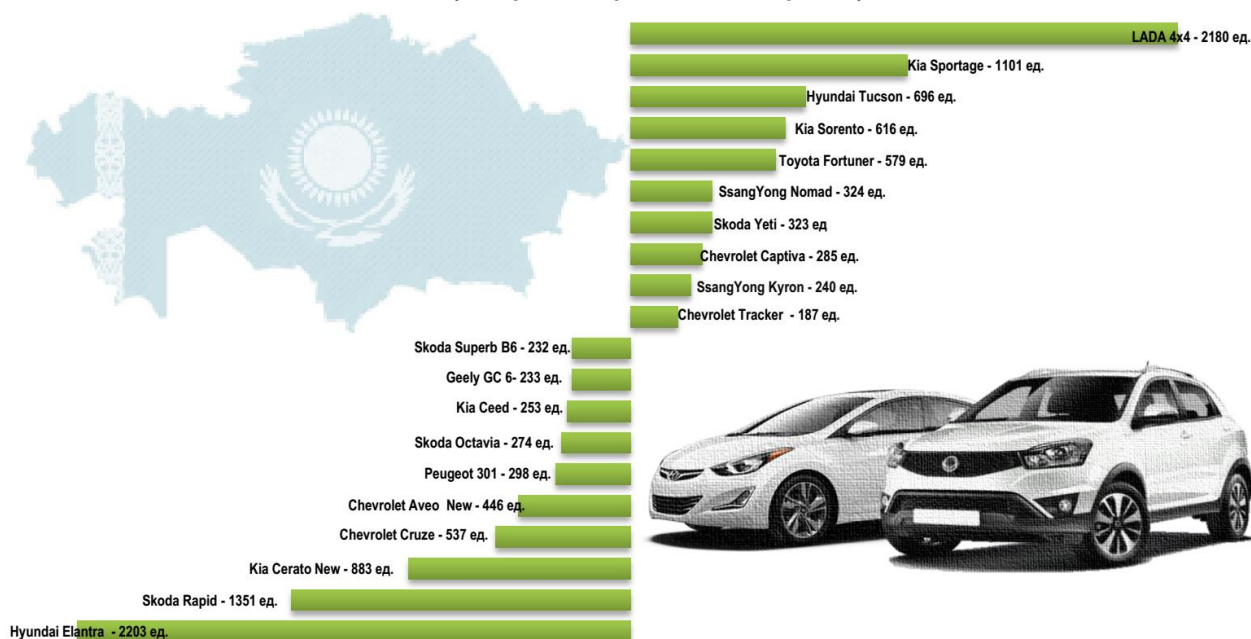 LADA 4x4 - 2180 ед.
Kia Sportage - 1101 ед.
Hyundai Tucson - 696 ед.
Kia Sorento - 616 ед.
Toyota Fortuner - 579 ед.
SsangYong Nomad - 324 ед.
Skoda Yeti - 323 ед
Chevrolet Captiva - 285 ед.
SsangYong Kyron - 240 ед.
Chevrolet Tracker - 187 ед.
Skoda Superb B6 - 232 ед.
Geely GC 6- 233 ед.
Kia Ceed - 253 ед.
Skoda Octavia - 274 ед.
Peugeot 301 - 298 ед.
Chevrolet Aveo New - 446 ед.
Chevrolet Cruze - 537 ед.
Kia Cerato New - 883 ед.
Skoda Rapid - 1351 ед.
Hyundai Elantra - 2203 ед.